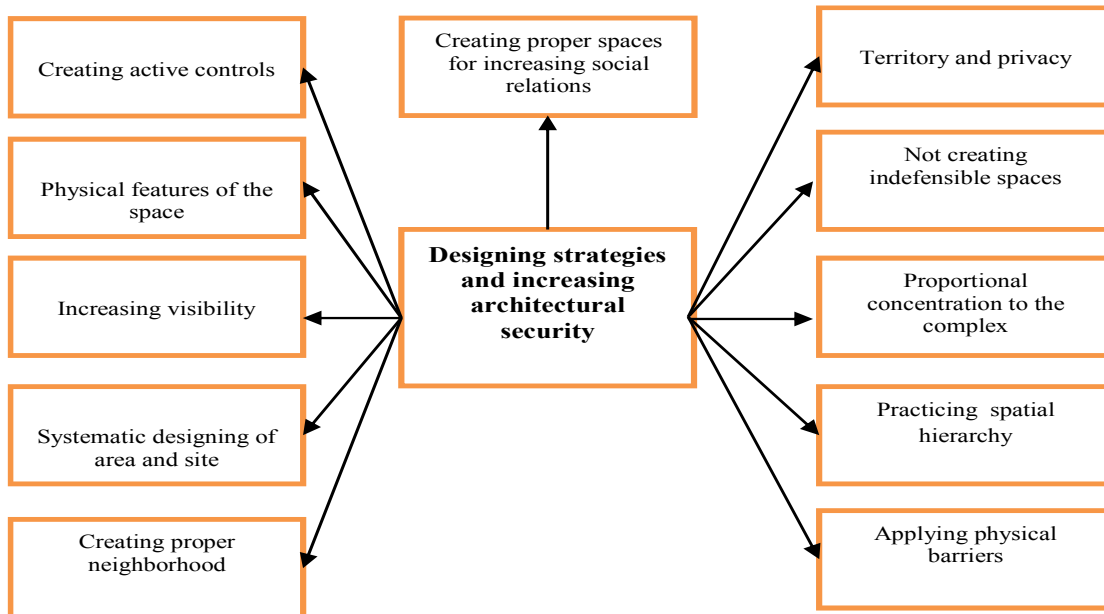 Creating active controls
Physical features of the
space
Increasing visibility
Systematic designing of
area and site
Creating proper
neighborhood
Creating proper spaces
for increasing social
relations
Designing strategies
and increasing
architectural
security
Territory and privacy
Not creating
indefensible spaces
Proportional
concentration to the
complex
Practicing spatial
hierarchy
Applying physical
barriers